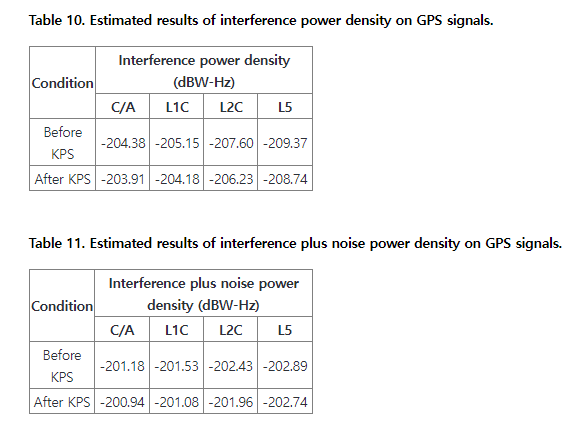 Table 10. Estimated results of interference power density on GPS signals.
Condition
Interference power density
(dBW-Hz)
C/A L1C L2C L5
Before
KPS
-204.38 -205.15 -207.60 -209.37
After KPS -203.91 -204.18 -206.23 -208.74
Table 11. Estimated results of interference plus noise power density on GPS signals.
Condition
Interference plus noise power
density (dBW-Hz)
C/A L1C L2C L5
Before
KPS
-201.18 -201.53 -202.43 -202.89
After KPS -200.94 -201.08 -201.96 -202.74